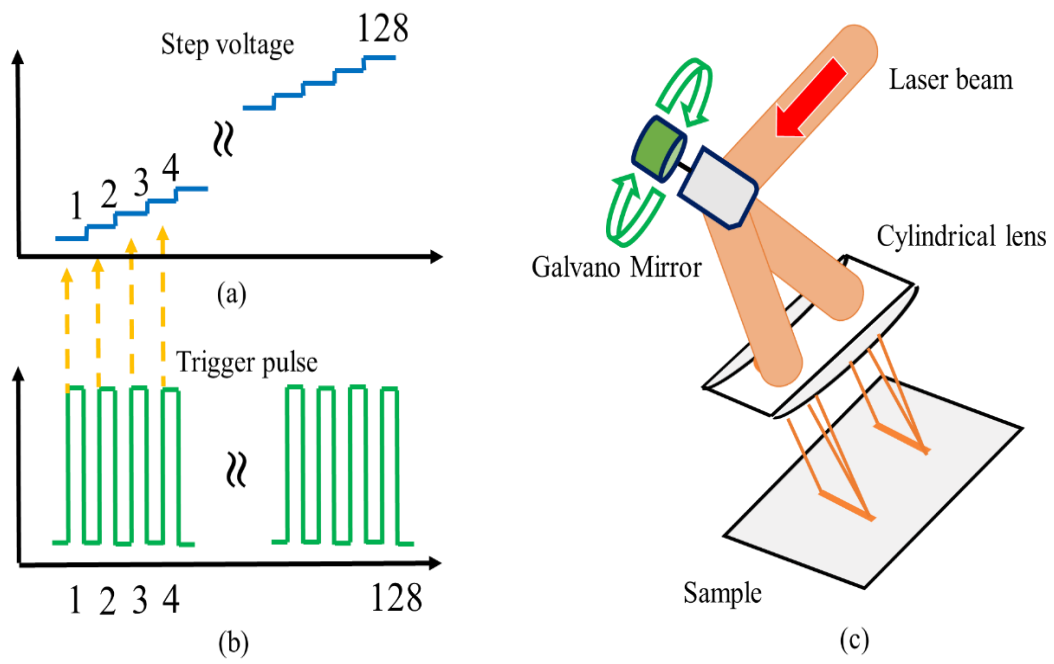 Step voltage
128
1
2
3
4
(a)
Trigger pulse
1 2 3 4
128
(b)
Laser beam
Galvano Mirror
Cylindrical lens
Sample
(c)